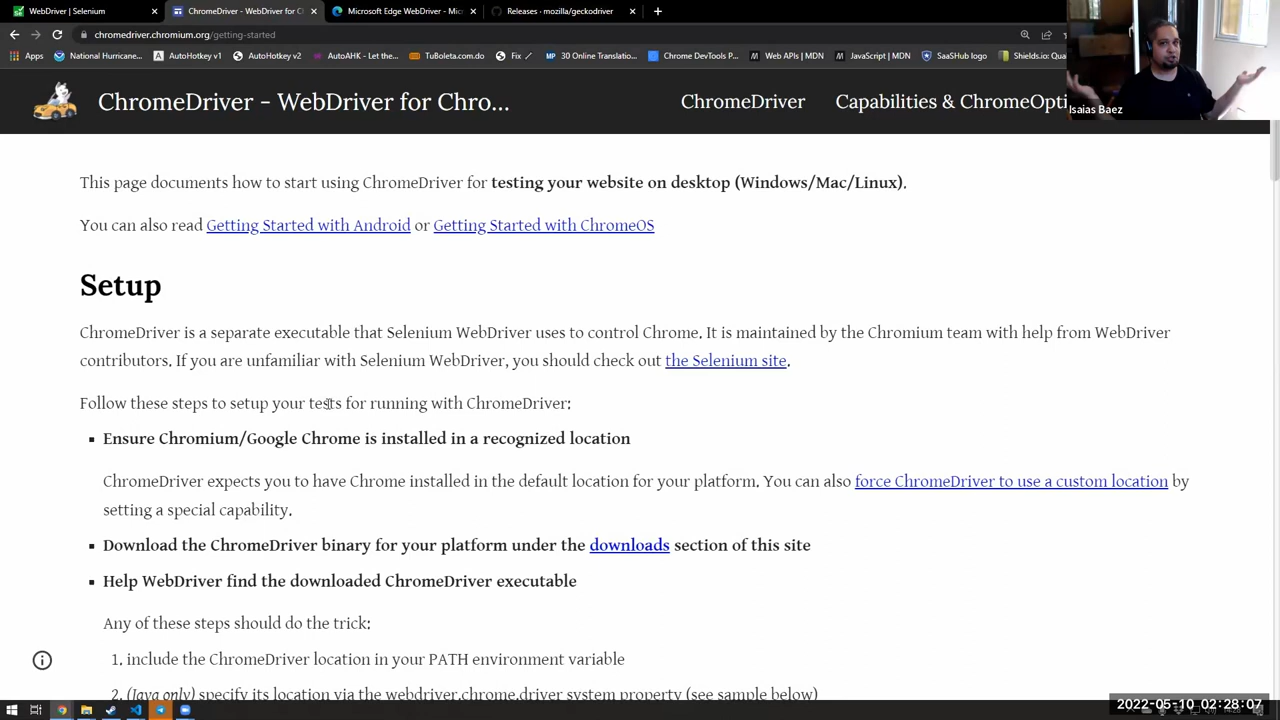 WebDriver | Selenium
ChromeDriver - WebDriver for C
Microsoft Edge WebDriver - Mic
Releases · mozilla/geckodriver
chromedriver.chromium.org/getting-started
Apps
National Hurricane...
AutoHotkey v1
AutoHotkey v2
AutoAHK - Let the...
TuBoleta.com.do
Fix ✓
30 Online Translatio...
Chrome DevTools P...
Web APIs | MDN
JavaScript | MDN
SaaSHub logo
Shields.io: Qua
ChromeDriver - WebDriver for Chro...
ChromeDriver
Capabilities & ChromeOpti
Isaias Baez
This page documents how to start using ChromeDriver for testing your website on desktop (Windows/Mac/Linux).
You can also read Getting Started with Android or Getting Started with ChromeOS
Setup
ChromeDriver is a separate executable that Selenium WebDriver uses to control Chrome. It is maintained by the Chromium team with help from WebDriver
contributors. If you are unfamiliar with Selenium WebDriver, you should check out the Selenium site.
Follow these steps to setup your tests for running with ChromeDriver:
▪ Ensure Chromium/Google Chrome is installed in a recognized location
ChromeDriver expects you to have Chrome installed in the default location for your platform. You can also force ChromeDriver to use a custom location by
setting a special capability.
▪ Download the ChromeDriver binary for your platform under the downloads section of this site
▪ Help WebDriver find the downloaded ChromeDriver executable
Any of these steps should do the trick:
1. include the ChromeDriver location in your PATH environment variable
2. (Java only) specify its location via the webdriver.chrome.driver system property (see sample below)
2022-05-10 02:28:07